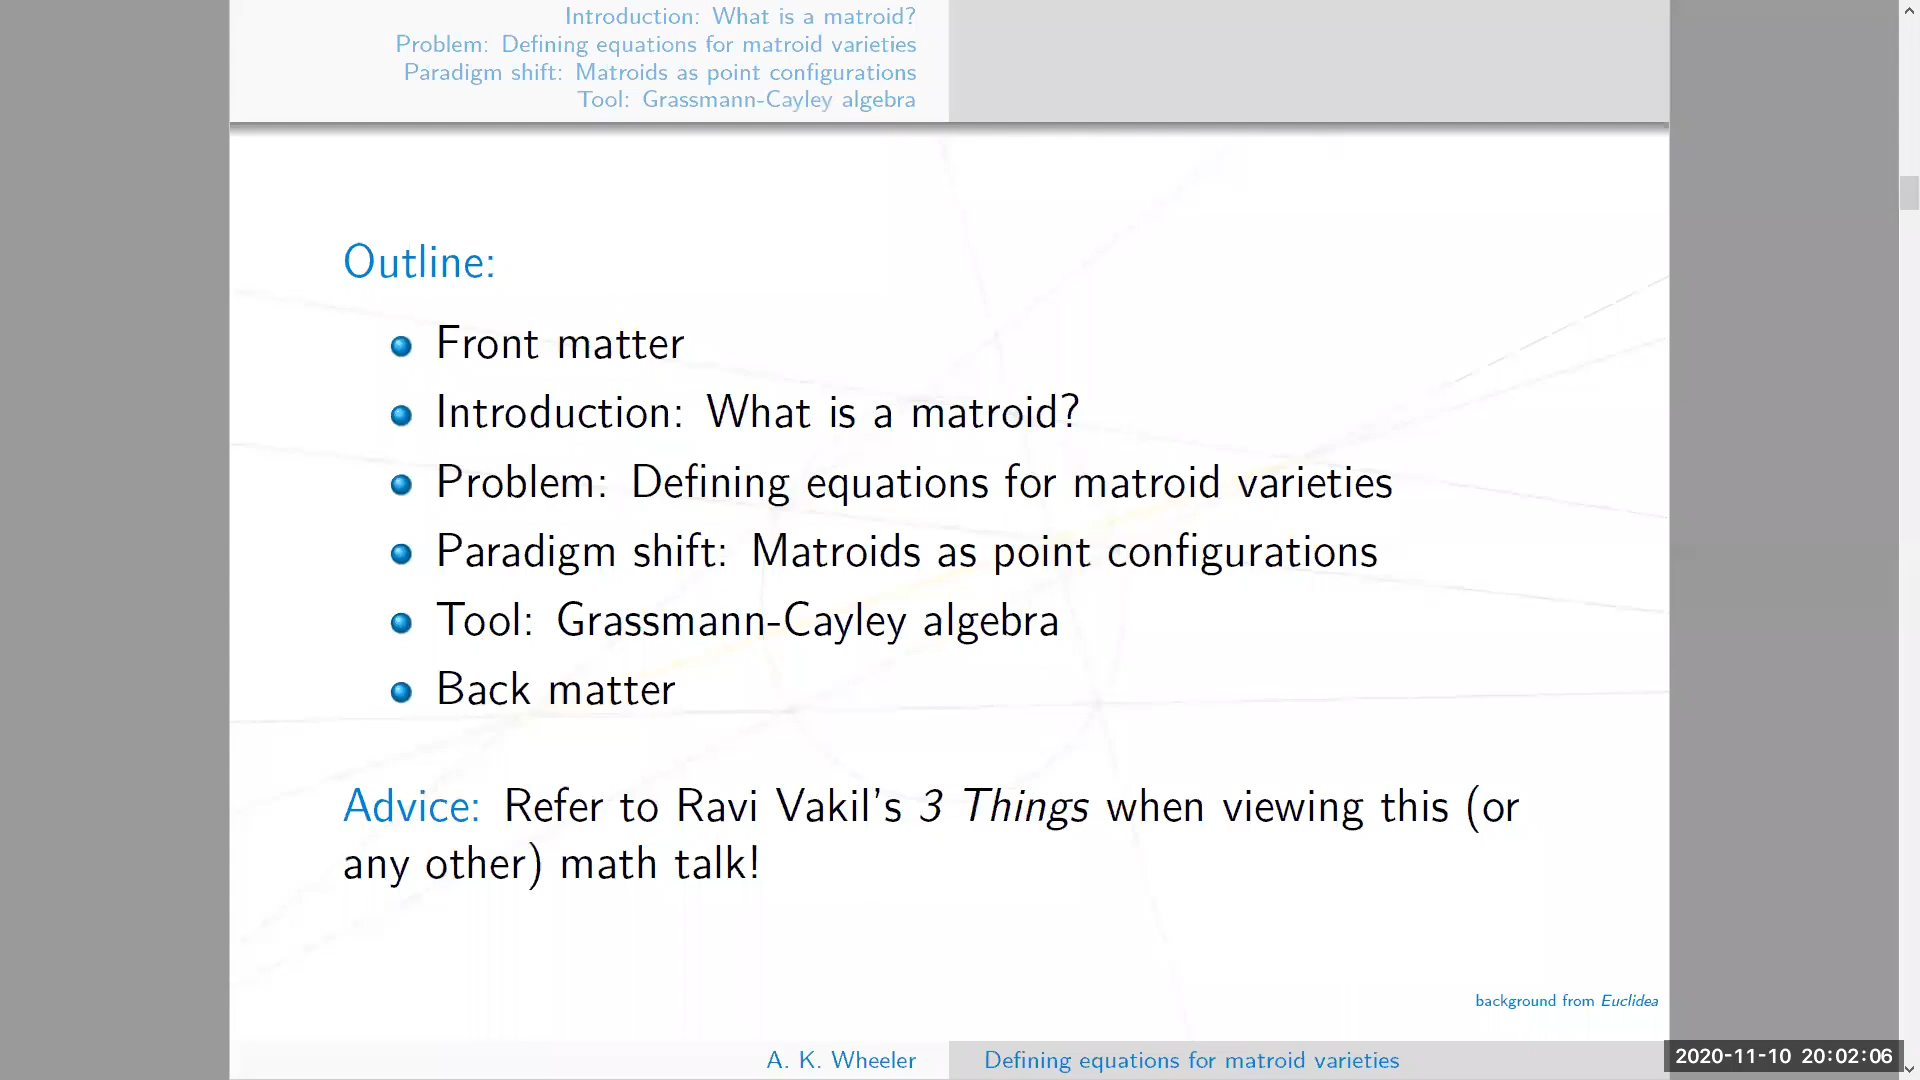 Introduction: What is a matroid?
Problem: Defining equations for matroid varieties
Paradigm shift: Matroids as point configurations
Tool: Grassmann-Cayley algebra
Outline:
Front matter
Introduction: What is a matroid?
Problem: Defining equations for matroid varieties
Paradigm shift: Matroids as point configurations
Tool: Grassmann-Cayley algebra
Back matter
Advice: Refer to Ravi Vakil's 3 Things when viewing this (or
any other) math talk!
background from Euclidea
A. K. Wheeler
Defining equations for matroid varieties
2020-11-10 20:02:06